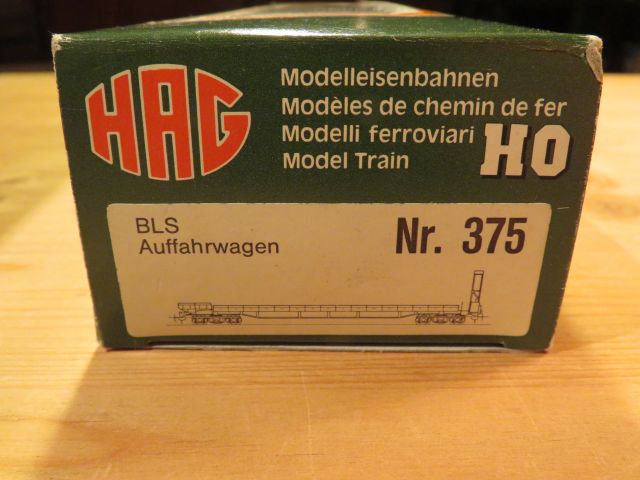 HAG
Modelleisenbahnen
Modèles de chemin de fer
Modelli ferroviari
Model Train
HO
BLS
Auffahrwagen
Nr. 375